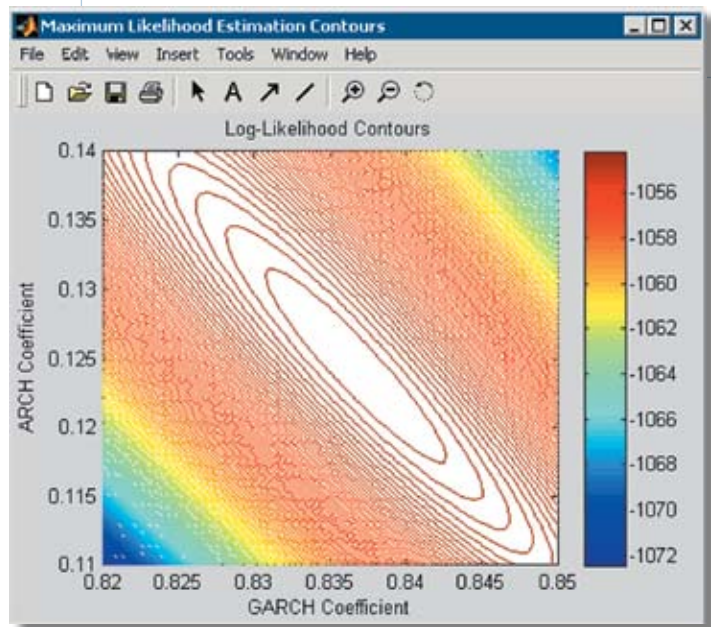 Maximum Likelihood Estimation Contours
File Edit View Insert Tools Window Help
A
Log-Likelihood Contours
0.14
0.135
0.13
0.125
0.12
0.115
0.11
ARCH Coefficient
0.82 0.825 0.83 0.835 0.84 0.845 0.85
GARCH Coefficient
-1056
-1058
-1060
-1062
-1064
-1066
-1068
-1070
-1072